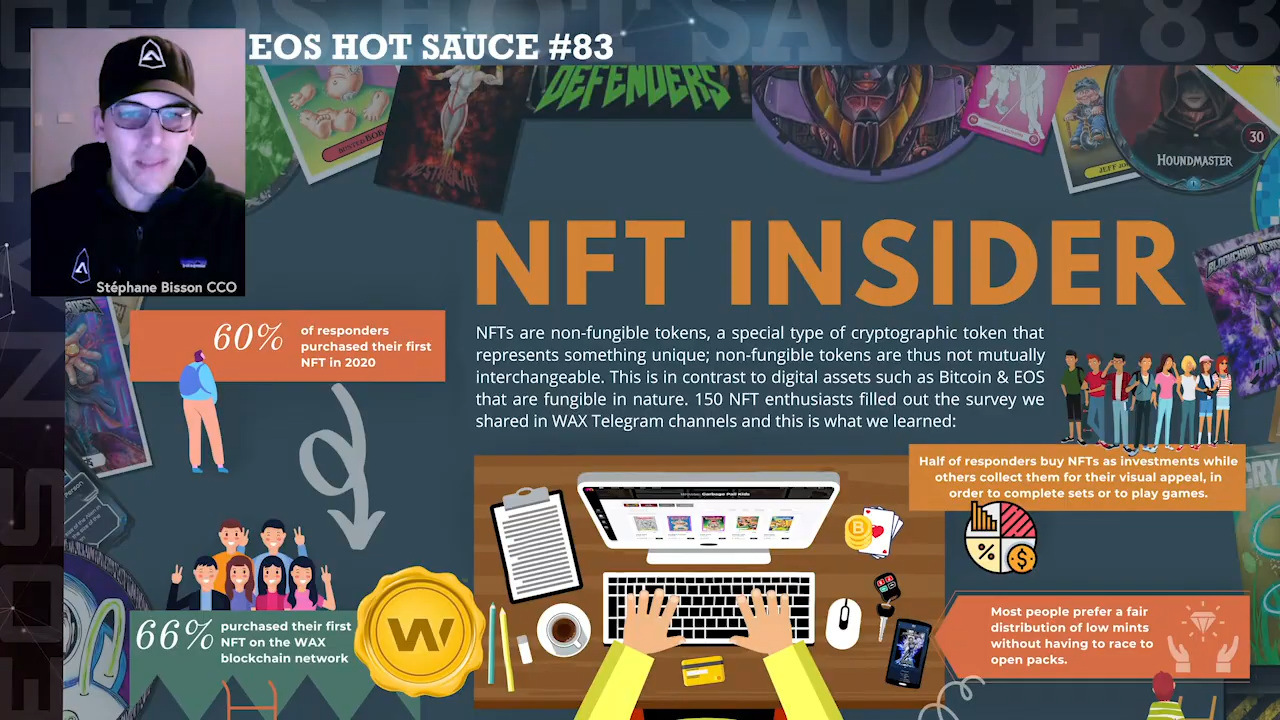 EOS HOT SAUCE #83
DEFENDERS
30
HOUNDMASTER
Stéphane Bisson CCO
NFT INSIDER
60%
of responders
purchased their first
NFT in 2020
NFTs are non-fungible tokens, a special type of cryptographic token that
represents something unique; non-fungible tokens are thus not mutually
interchangeable. This is in contrast to digital assets such as Bitcoin & EOS
that are fungible in nature. 150 NFT enthusiasts filled out the survey we
shared in WAX Telegram channels and this is what we learned:
Half of responders buy NFTs as investments while
others collect them for their visual appeal, in
order to complete sets or to play games.
Garbage Pail Kids
66%
purchased their first
NFT on the WAX
blockchain network
W
Most people prefer a fair
distribution of low mints
without having to race to
open packs.